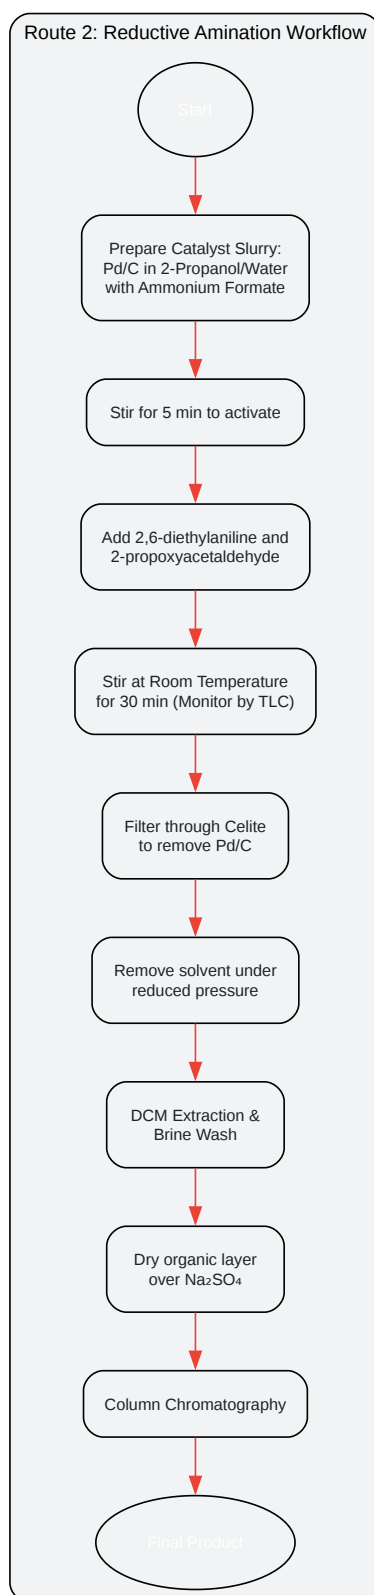 Route 2: Reductive Amination Workflow
Start
Prepare Catalyst Slurry:
Pd/C in 2-Propanol/Water
with Ammonium Formate
Stir for 5 min to activate
Add 2,6-diethylaniline and
2-propoxyacetaldehyde
Stir at Room Temperature
for 30 min (Monitor by TLC)
Filter through Celite
to remove Pd/C
Remove solvent under
reduced pressure
DCM Extraction &
Brine Wash
Dry organic layer
over Na₂SO₄
Column Chromatography
Final Product